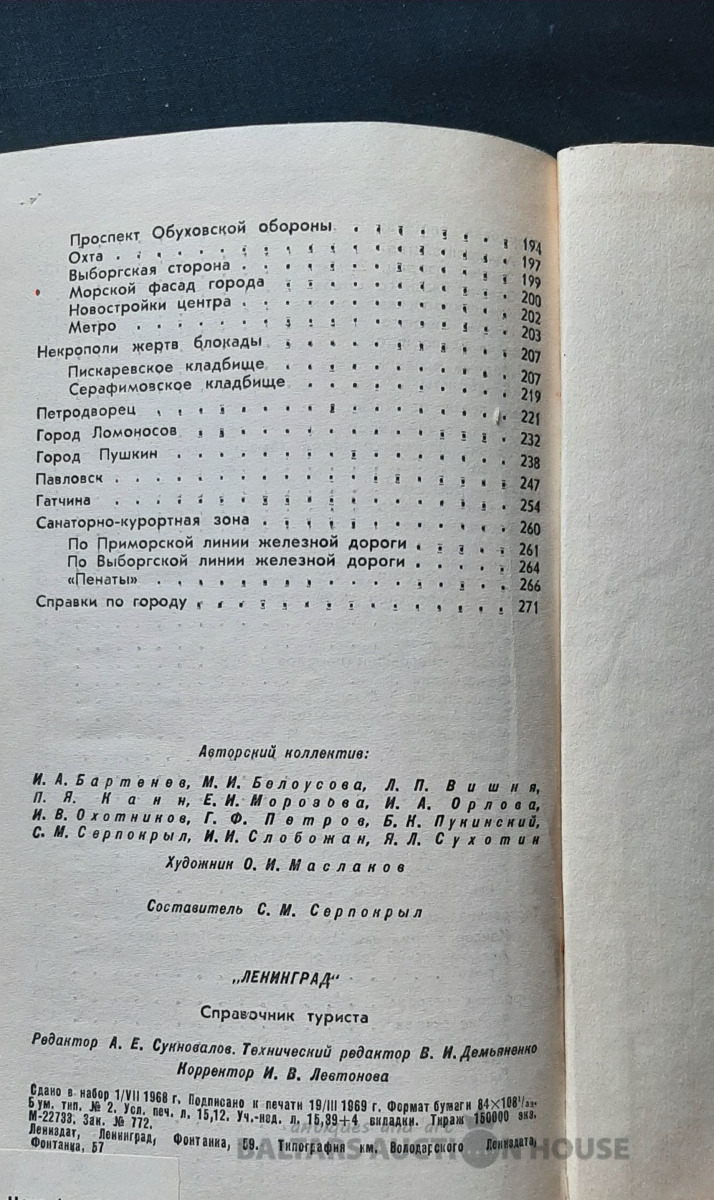 Проспект Обуховской обороны . . . . . . . . 194
Охта . . . . . . . . . . . . . . . . . . 197
Выборгская сторона . . . . . . . . . . . . 199
Морской фасад города . . . . . . . . . . . 200
Новостройки центра . . . . . . . . . . . . 202
Метро . . . . . . . . . . . . . . . . . 203
Некрополи жертв блокады . . . . . . . . . . 207
Пискаревское кладбище . . . . . . . . . . 207
Серафимовское кладбище . . . . . . . . . . 219
Петродворец . . . . . . . . . . . . . . . 221
Город Ломоносов . . . . . . . . . . . . . 232
Город Пушкин . . . . . . . . . . . . . . 238
Павловск . . . . . . . . . . . . . . . . 247
Гатчина . . . . . . . . . . . . . . . . 254
Санаторно-курортная зона . . . . . . . . . . 260
По Приморской линии железной дороги . . . . . 261
По Выборгской линии железной дороги . . . . . 264
«Пенаты» . . . . . . . . . . . . . . . . 266
Справки по городу . . . . . . . . . . . . . 271
Авторский коллектив:
И. А. Бартенев, М. И. Белоусова, Л. П. Вишня,
П. Я. Канн, Е. И. Морозова, И. А. Орлова,
И. В. Охотников, Г. Ф. Петров, Б. К. Пукинский,
С. М. Серпокрыл, И. И. Слобожан, Я. Л. Сухотин
Художник О. И. Маслаков
Составитель С. М. Серпокрыл
„ЛЕНИНГРАД“
Справочник туриста
Редактор А. Е. Сукновалов. Технический редактор В. И. Демьяненко
Корректор И. В. Левтонова
Сдано в набор 1/VII 1968 г. Подписано к печати 19/III 1969 г. Формат бумаги 84×108¹/₃₂.
Бум. тип. № 2. Усл. печ. л. 15,12. Уч.-изд. л. 15,39+4 вкладки. Тираж 150000 экз.
М-22733. Зак. № 772.
Лениздат, Ленинград, Фонтанка, 59. Типография им. Володарского Лениздата,
Фонтанка, 57
antiques and art
BALTARS AUCTION HOUSE